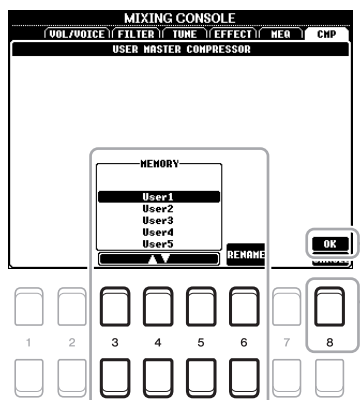 MIXING CONSOLE
VOL/VOICE FILTER TUNE EFFECT MEQ CMP
USER MASTER COMPRESSOR
MEMORY
User1
User2
User3
User4
User5
▲▼
RENAME
OK
1 2 3 4 5 6 7 8